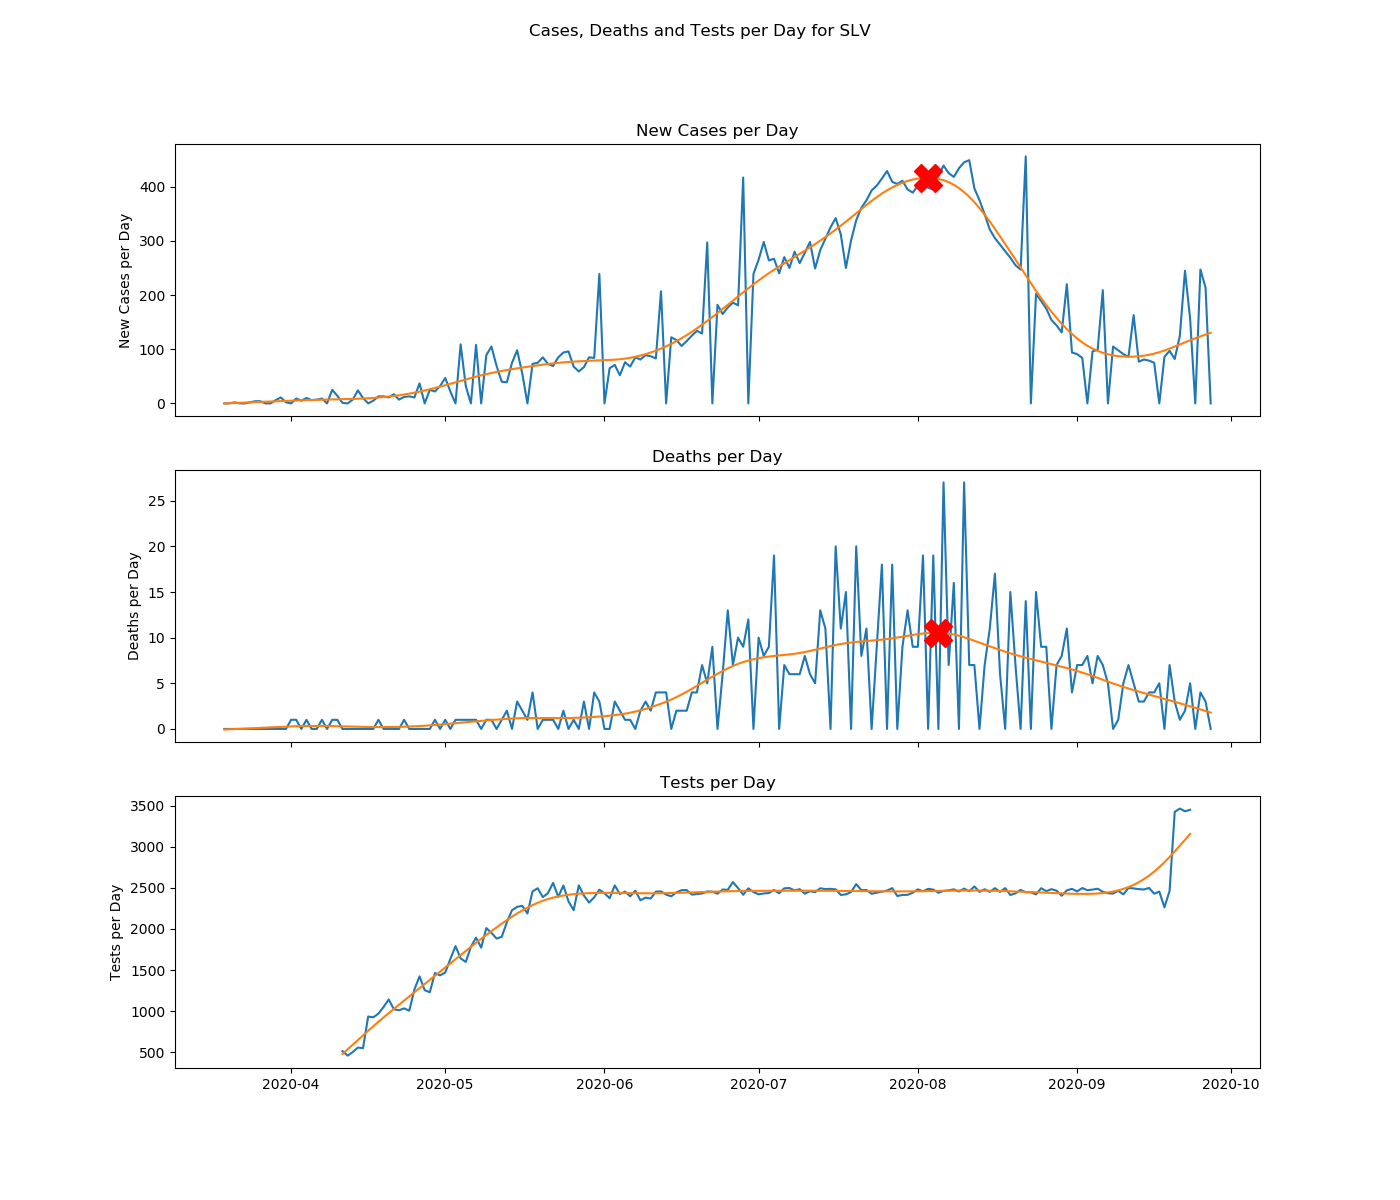 Cases, Deaths and Tests per Day for SLV
New Cases per Day
New Cases per Day
400
300
200
100
0
Deaths per Day
Deaths per Day
25
20
15
10
5
0
Tests per Day
Tests per Day
3500
3000
2500
2000
1500
1000
500
2020-04 2020-05 2020-06 2020-07 2020-08 2020-09 2020-10